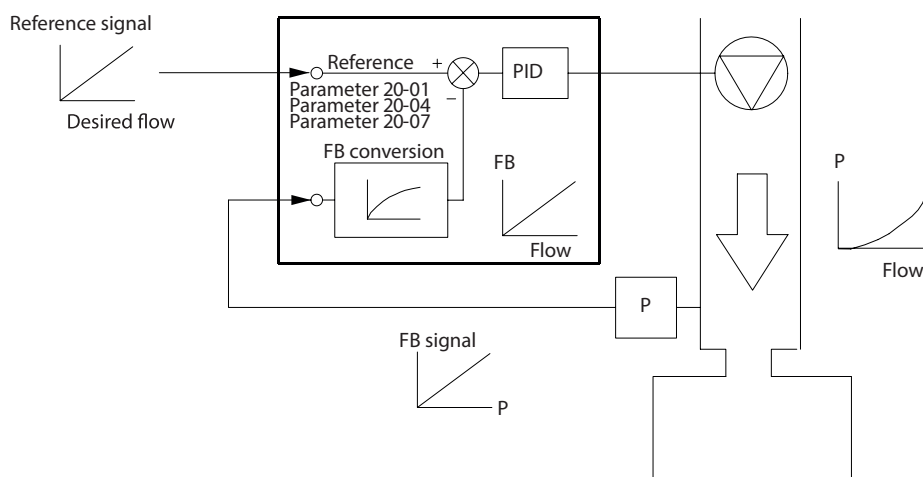 Reference signal
Desired flow
Reference
+
PID
Parameter 20-01
Parameter 20-04
Parameter 20-07
−
FB conversion
FB
Flow
P
Flow
P
FB signal
P